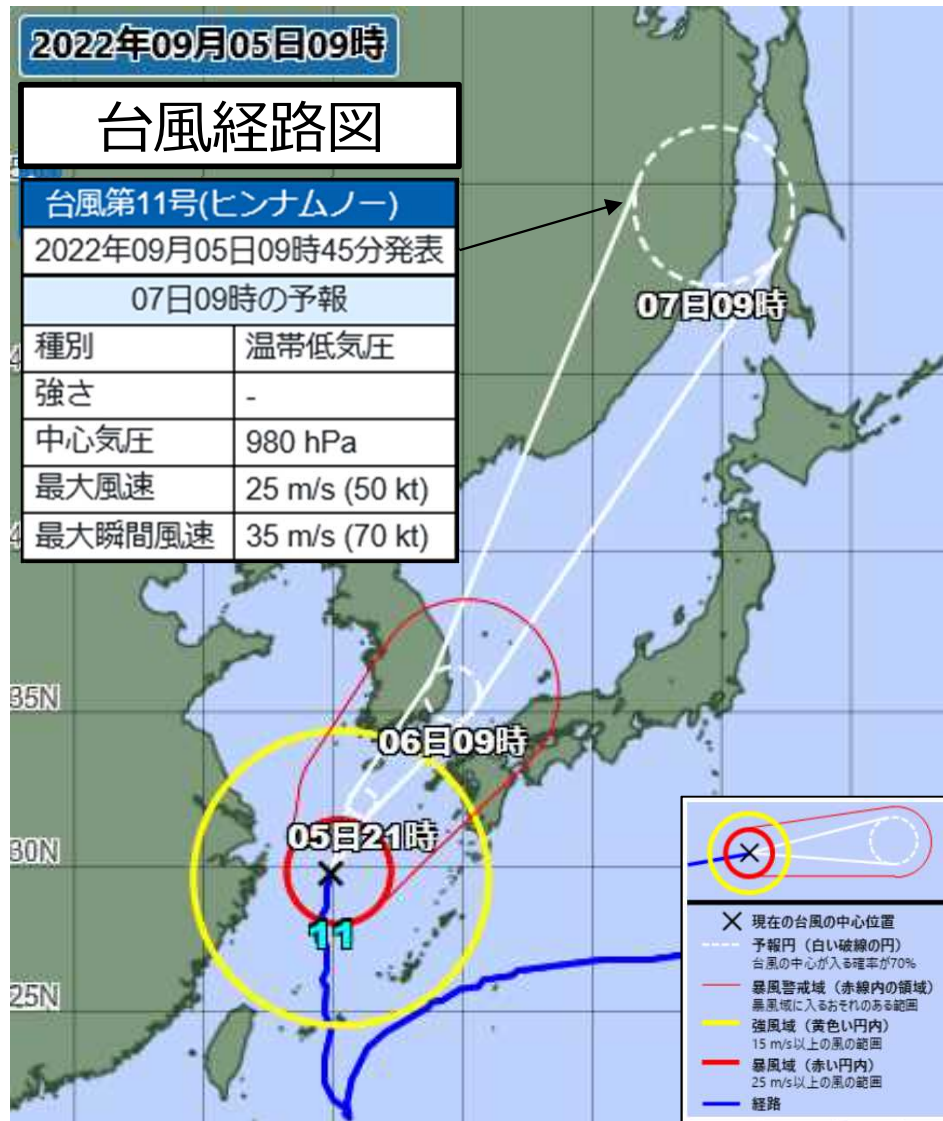 2022年09月05日09時
台風経路図
台風第11号(ヒンナムノー)
2022年09月05日09時45分発表
07日09時の予報
種別 温帯低気圧
強さ -
中心気圧 980 hPa
最大風速 25 m/s (50 kt)
最大瞬間風速 35 m/s (70 kt)
07日09時
35N
06日09時
05日21時
30N
11
25N
現在の台風の中心位置
予報円（白い破線の円）
台風の中心が入る確率が70%
暴風警戒域（赤線内の領域）
暴風域に入るおそれのある範囲
強風域（黄色い円内）
15 m/s以上の風の範囲
暴風域（赤い円内）
25 m/s以上の風の範囲
経路